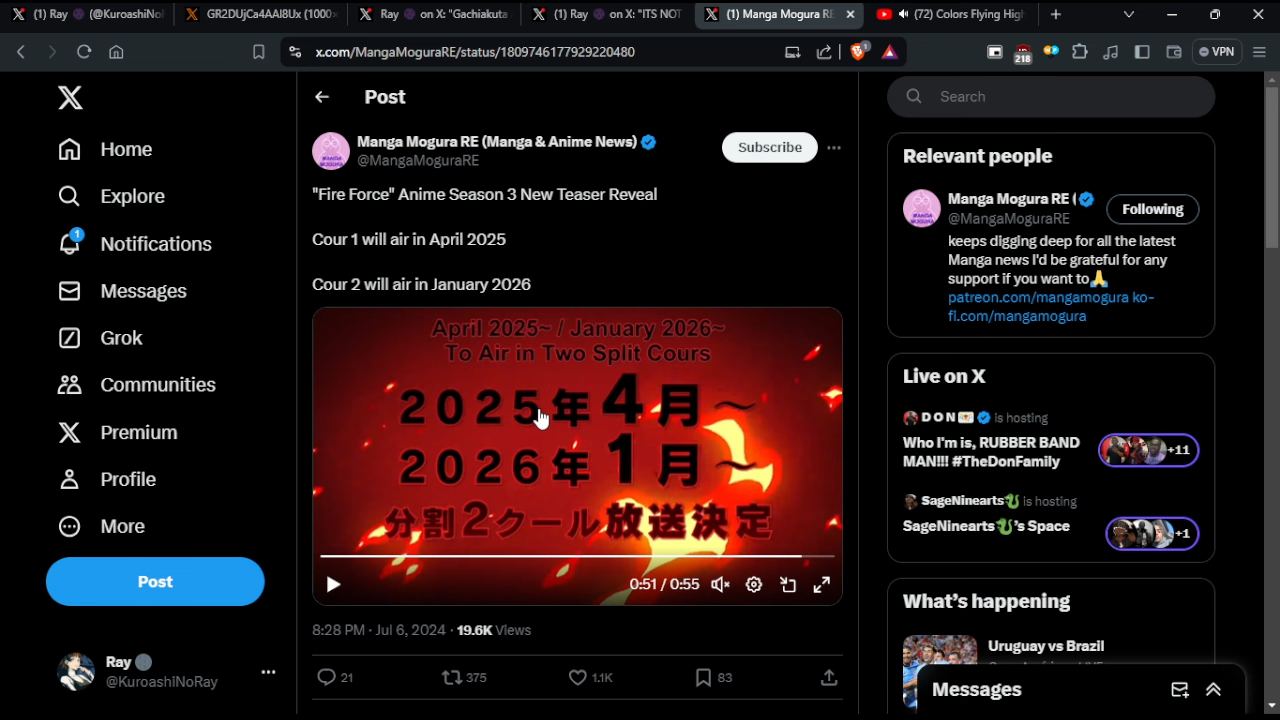 (1) Ray (@KuroashiNo
GR2DUjCa4AAI8Ux (1000×
Ray on X: "Gachiakuta
(1) Ray on X: "ITS NOT
(1) Manga Mogura RE
(72) Colors Flying High
x.com/MangaMoguraRE/status/1809746177929220480
1
218
VPN
Home
Explore
1
Notifications
Messages
Grok
Communities
Premium
Profile
More
Post
Ray
@KuroashiNoRay
Post
Manga Mogura RE (Manga & Anime News)
@MangaMoguraRE
Subscribe
"Fire Force" Anime Season 3 New Teaser Reveal
Cour 1 will air in April 2025
Cour 2 will air in January 2026
April 2025~ / January 2026~
To Air in Two Split Cours
2025年4月～
2026年1月～
分割2クール放送決定
0:51 / 0:55
8:28 PM · Jul 6, 2024 · 19.6K Views
21
375
1.1K
83
Search
Relevant people
Manga Mogura RE (
@MangaMoguraRE
Following
keeps digging deep for all the latest
Manga news I'd be grateful for any
support if you want to🙏
patreon.com/mangamogura ko-
fi.com/mangamogura
Live on X
D O N is hosting
Who I'm is, RUBBER BAND
MAN!!! #TheDonFamily
+11
SageNinearts🐉 is hosting
SageNinearts🐉's Space
+1
What's happening
Uruguay vs Brazil
Messages